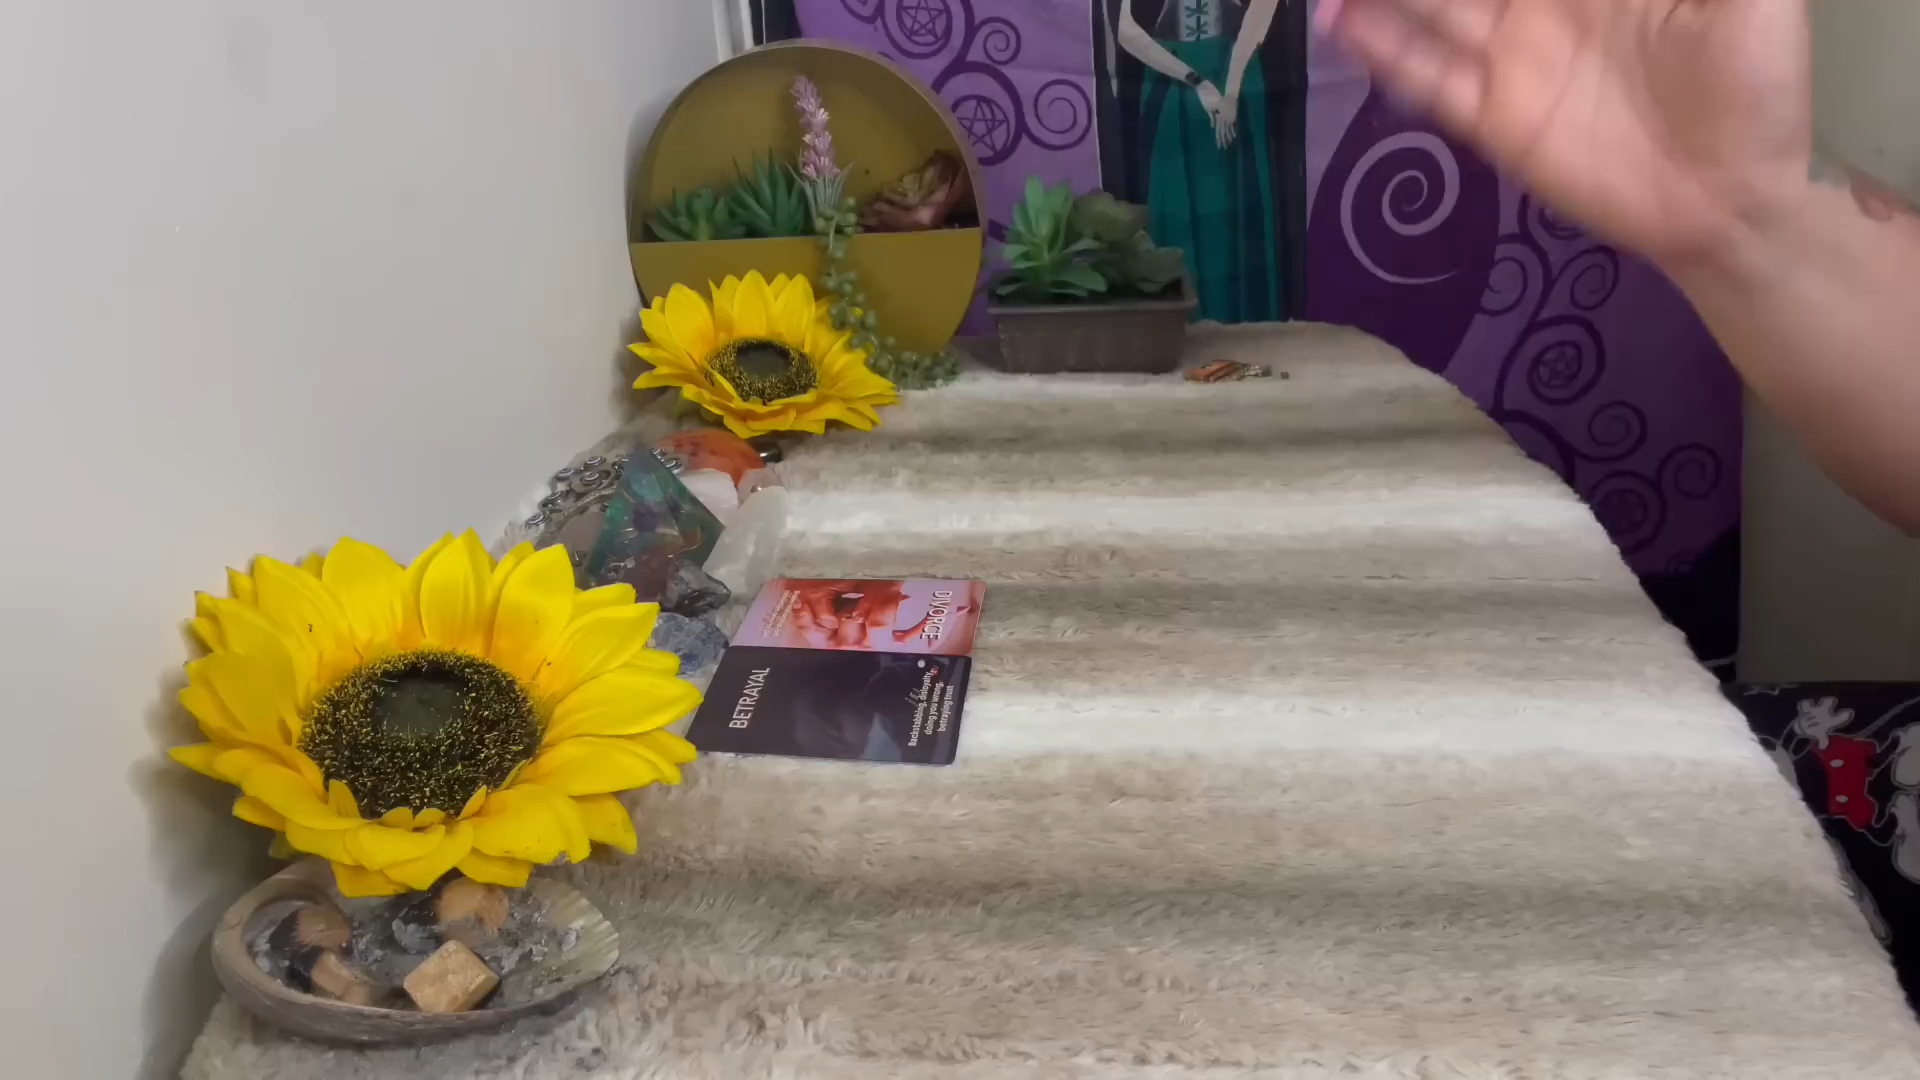 DIVORCE
BETRAYAL
Backstabbing, disloyalty,
doing you wrong,
betraying trust